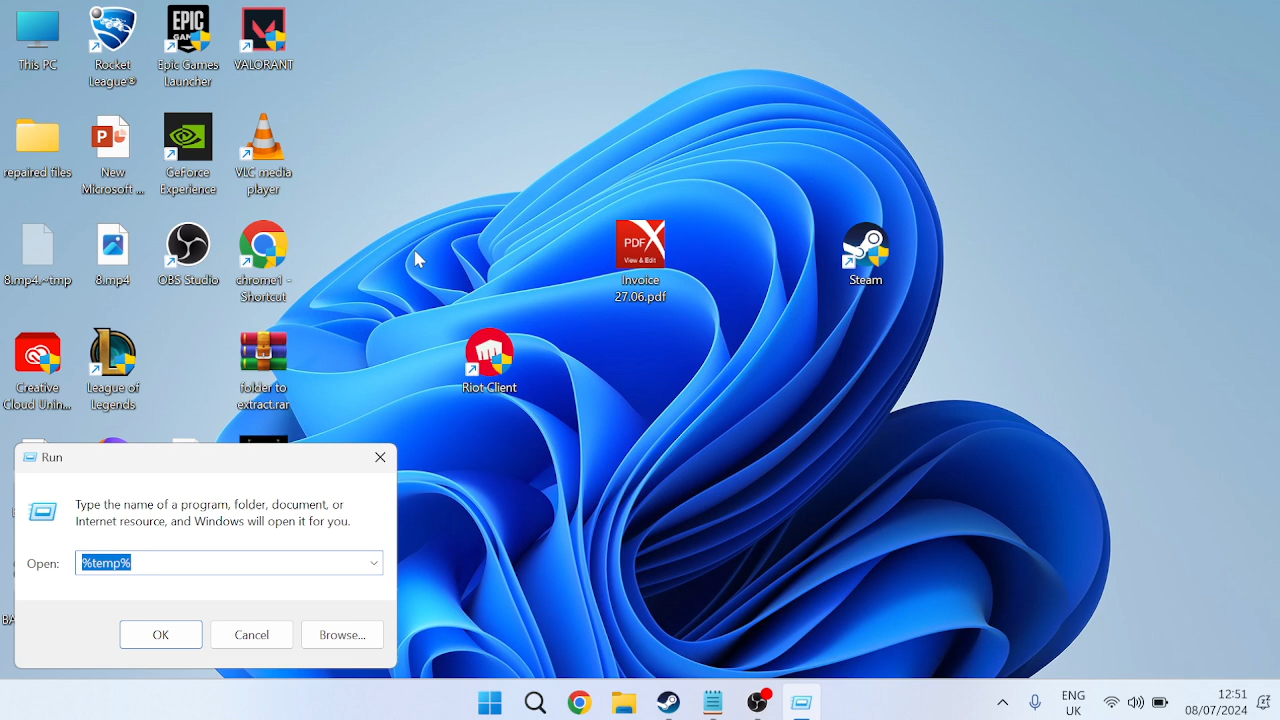 This PC
Rocket
League®
Epic Games
Launcher
VALORANT
EPIC
repaired files
New
Microsoft ...
GeForce
Experience
VLC media
player
8.mp4.~tmp
8.mp4
OBS Studio
chrome1 -
Shortcut
PDF
View & Edit
Invoice
27.06.pdf
Steam
Creative
Cloud Unin...
League of
Legends
folder to
extract.rar
Riot Client
Run
Type the name of a program, folder, document, or
Internet resource, and Windows will open it for you.
Open:
%temp%
OK
Cancel
Browse...
ENG
UK
12:51
08/07/2024